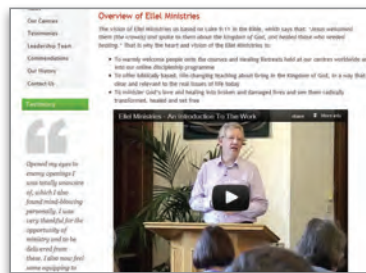 Our Canvas
Testimonies
Leadership Team
Commendations
Our History
Contact Us
Testimony
Opened my eyes to
enemy openings I
was totally unaware
of, which I also
found mind-blowing
personally. I was
very thankful for the
opportunity of
ministry and to be
delivered from
these. I also now feel
some equipping to
Overview of Ellel Ministries
The vision of Ellel Ministries is based on Luke 9:11 in the Bible, which says that: "Jesus welcomed
them (the crowds) and spoke to them about the kingdom of God, and healed those who needed
healing." That is why the heart and vision of the Ellel Ministries is:
To warmly welcome people onto the courses and Healing Retreats held at our centres worldwide a
into our online discipleship programme
To offer biblically based, life-changing teaching about living in the Kingdom of God, in a way that
clear and relevant to the real issues of life today
To minister God's love and healing into broken and damaged lives and see them radically
transformed, healed and set free
Ellel Ministries - An Introduction To The Work